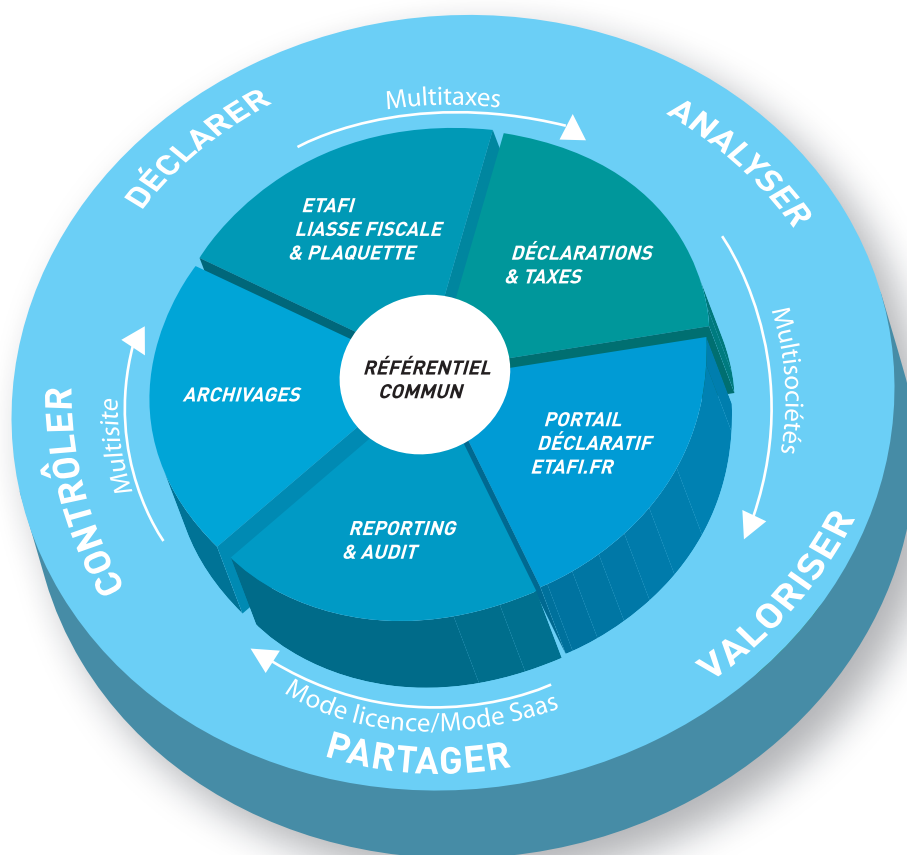 DÉCLARER
Multitaxes
ANALYSER
ETAFI
LIASSE FISCALE
& PLAQUETTE
DÉCLARATIONS
& TAXES
Multisociétés
RÉFÉRENTIEL
COMMUN
ARCHIVAGES
PORTAIL
DÉCLARATIF
ETAFI.FR
Multisite
CONTRÔLER
REPORTING
& AUDIT
VALORISER
Mode licence/Mode Saas
PARTAGER